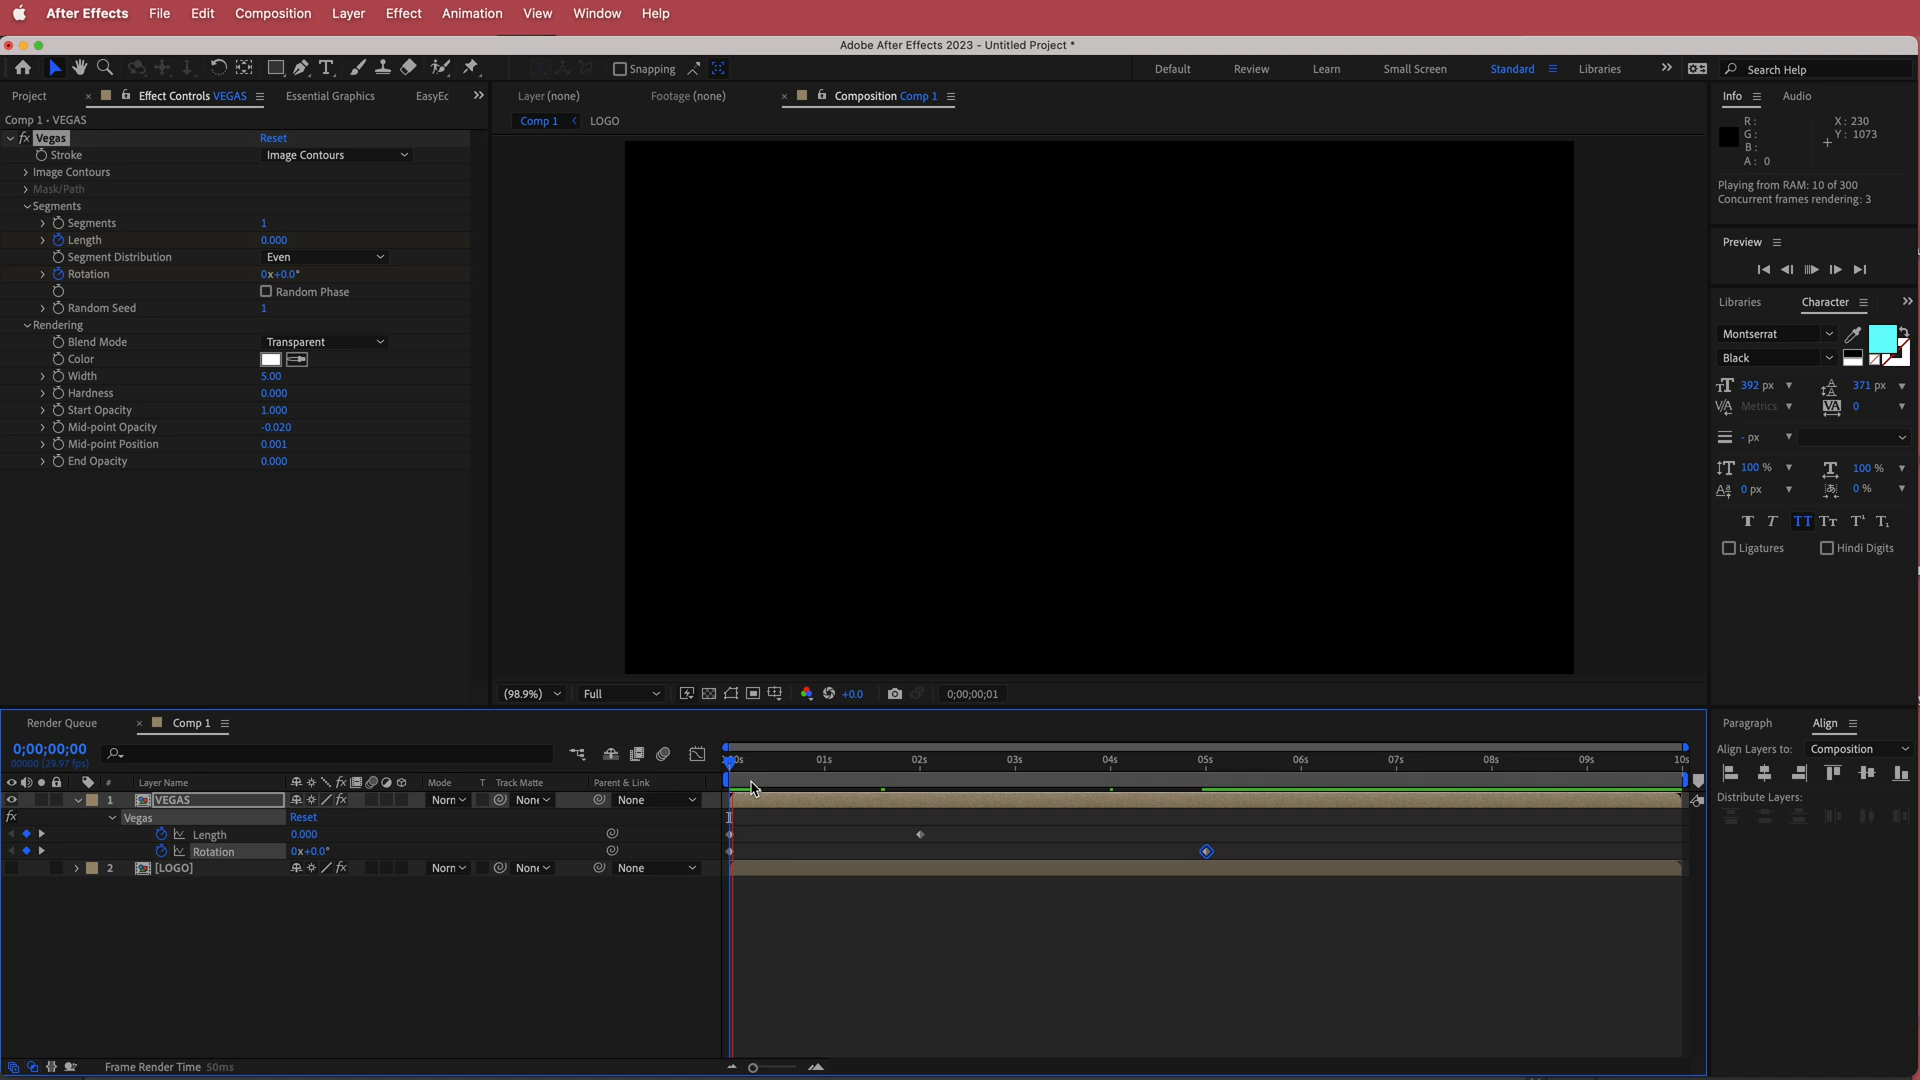 After Effects File Edit Composition Layer Effect Animation View Window Help
Adobe After Effects 2023 - Untitled Project *
Snapping Default Review Learn Small Screen Standard Libraries Search Help
Project Effect Controls VEGAS Essential Graphics EasyEc Layer (none) Footage (none) Composition Comp 1 Info Audio
Comp 1 • VEGAS
Comp 1 LOGO
R: X: 230
G: Y: 1073
B:
A: 0
Playing from RAM: 10 of 300
Concurrent frames rendering: 3
fx Vegas Reset
Stroke Image Contours
Image Contours
Mask/Path
Segments
Segments 1
Length 0.000
Segment Distribution Even
Rotation 0x+0.0°
Random Phase
Random Seed 1
Rendering
Blend Mode Transparent
Color
Width 5.00
Hardness 0.000
Start Opacity 1.000
Mid-point Opacity -0.020
Mid-point Position 0.001
End Opacity 0.000
Preview
Libraries Character
Montserrat
Black
392 px 371 px
Metrics 0
- px
100 % 100 %
0 px 0 %
Ligatures Hindi Digits
(98.9%) Full +0.0 0;00;00;01
Render Queue Comp 1
0;00;00;00
00000 (29.97 fps)
01s 02s 03s 04s 05s 06s 07s 08s 09s 10s
# Layer Name Mode T Track Matte Parent & Link
1 VEGAS Norn None None
fx Vegas Reset
Length 0.000
Rotation 0x+0.0°
2 [LOGO] Norn None None
Paragraph Align
Align Layers to: Composition
Distribute Layers:
Frame Render Time 50ms